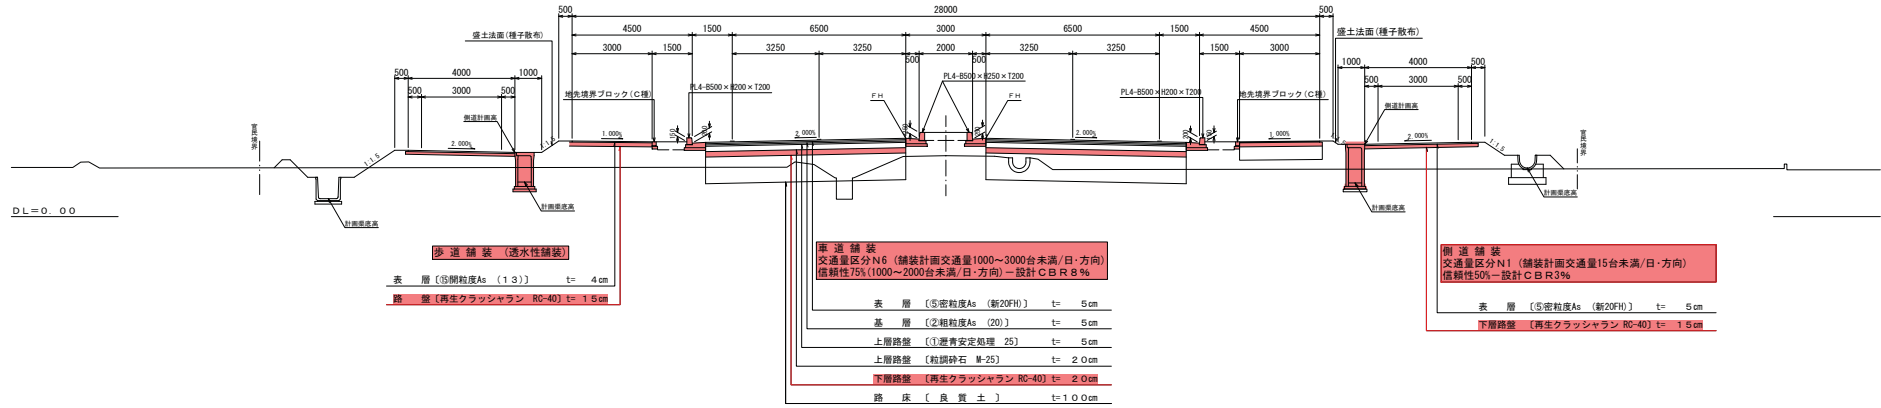 500 28000 500
4500 1500 6500 3000 6500 1500 4500
3000 1500 3250 3250 500 2000 500 3250 3250 1500 3000
盛土法面(種子散布)
盛土法面(種子散布)
500 4000 1000
500 3000 500
1000 4000 500
500 3000 500
PL4-B500×H200×T200
PL4-B500×H250×T200
PL4-B500×H200×T200
地先境界ブロック(C種)
地先境界ブロック(C種)
FH
FH
側道計画高
側道計画高
官民境界
官民境界
1:1.5
2.000%
1:1.5
1.000%
2.000%
2.000%
1.000%
2.000%
1:1.5
計画渠底高
計画渠底高
計画渠底高
計画渠底高
DL=0.00
歩道舗装 (透水性舗装)
表 層 〔⑮開粒度As (13)〕 t= 4cm
路 盤〔再生クラッシャラン RC-40〕t=15cm
車道舗装
交通量区分N6 (舗装計画交通量1000~3000台未満/日・方向)
信頼性75%(1000~2000台未満/日・方向)-設計CBR8%
表 層 〔⑤密粒度As (新20FH)〕 t= 5cm
基 層 〔②粗粒度As (20)〕 t= 5cm
上層路盤 〔①瀝青安定処理 25〕 t= 5cm
上層路盤 〔粒調砕石 M-25〕 t= 20cm
下層路盤 〔再生クラッシャラン RC-40〕t= 20cm
路 床 〔 良 質 土 〕 t=100cm
側道舗装
交通量区分N1 (舗装計画交通量15台未満/日・方向)
信頼性50%-設計CBR3%
表 層 〔⑤密粒度As (新20FH)〕 t= 5cm
下層路盤 〔再生クラッシャラン RC-40〕t= 15cm